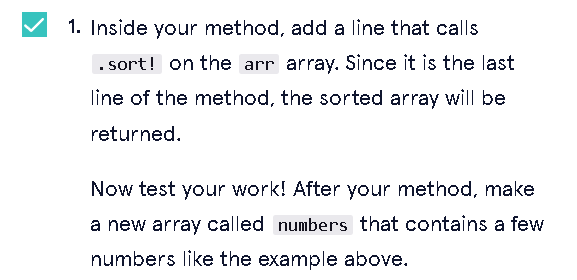 1. Inside your method, add a line that calls
.sort! on the arr array. Since it is the last
line of the method, the sorted array will be
returned.
Now test your work! After your method, make
a new array called numbers that contains a few
numbers like the example above.